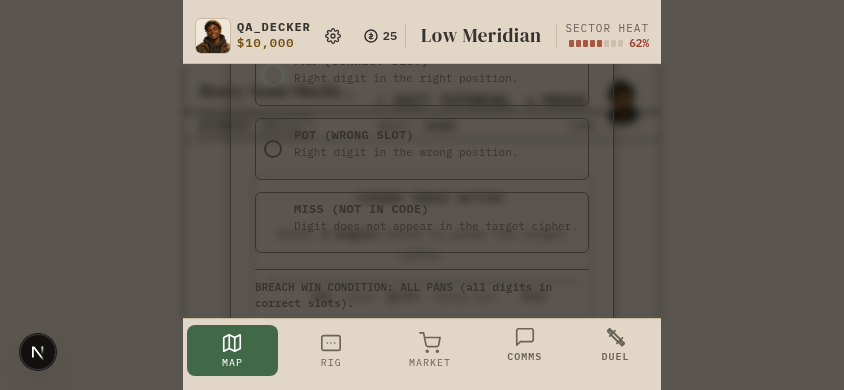 QA_DECKER
$10,000
25
Low Meridian
SECTOR HEAT
62%
Right digit in the right position.
POT (WRONG SLOT)
Right digit in the wrong position.
MISS (NOT IN CODE)
Digit does not appear in the target cipher.
BREACH WIN CONDITION: ALL PANS (all digits in
correct slots).
N
MAP
RIG
MARKET
COMMS
DUEL